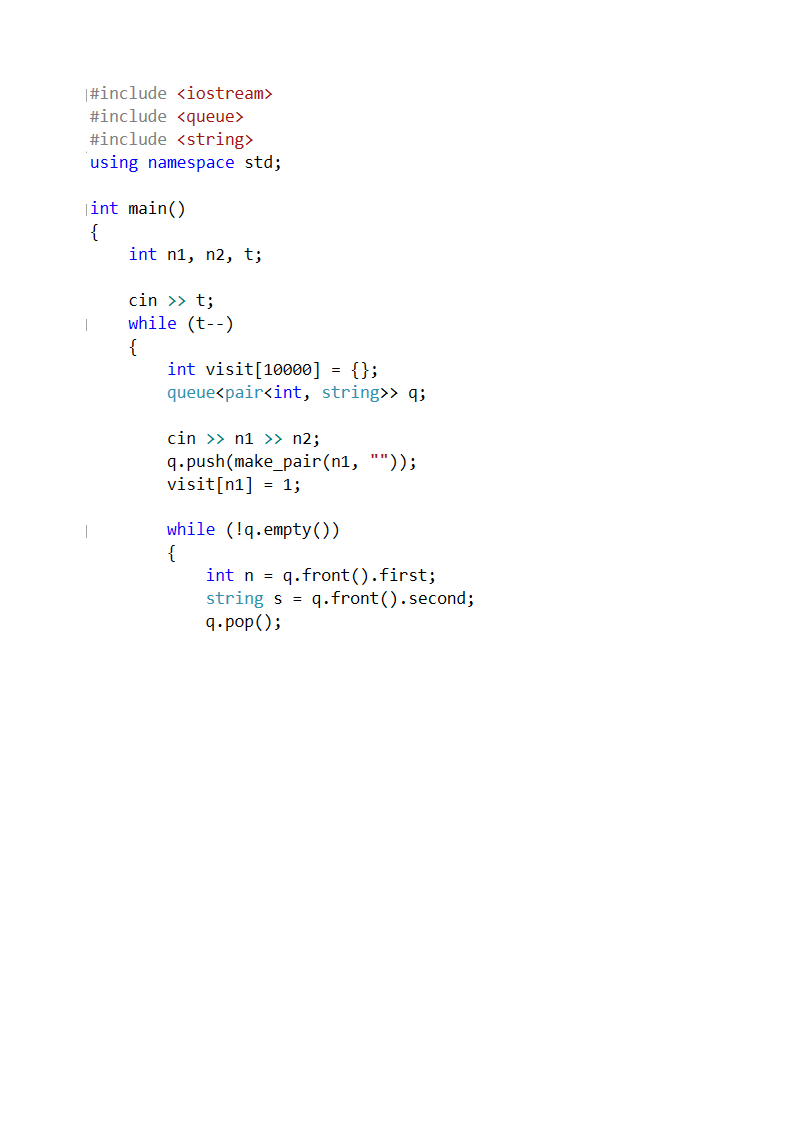 #include <iostream>
#include <queue>
#include <string>
using namespace std;
int main()
{
    int n1, n2, t;
    cin >> t;
    while (t--)
    {
        int visit[10000] = {};
        queue<pair<int, string>> q;
        cin >> n1 >> n2;
        q.push(make_pair(n1, ""));
        visit[n1] = 1;
        while (!q.empty())
        {
            int n = q.front().first;
            string s = q.front().second;
            q.pop();